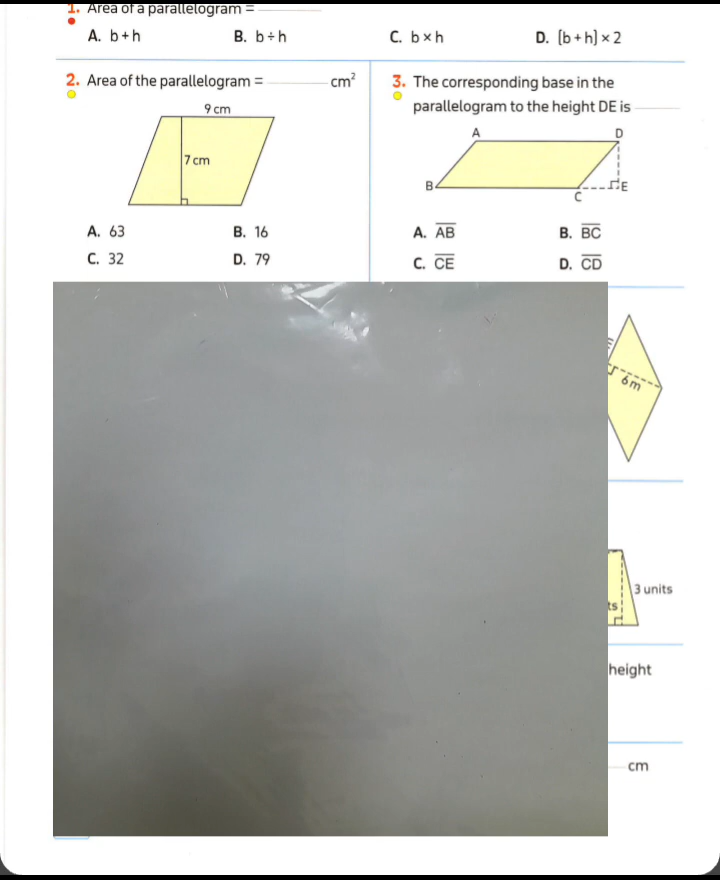 1. Area of a parallelogram =
A. b + h B. b ÷ h C. b × h D. (b + h) × 2
2. Area of the parallelogram = cm²
9 cm
7 cm
A. 63 B. 16
C. 32 D. 79
3. The corresponding base in the
parallelogram to the height DE is
A D
B C E
A. AB B. BC
C. CE D. CD
6 m
3 units
height
cm